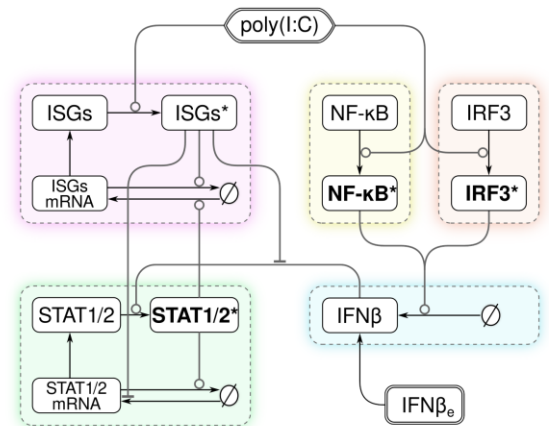 poly(I:C)
ISGs
ISGs*
NF-κB
IRF3
ISGs
mRNA
∅
NF-κB*
IRF3*
STAT1/2
STAT1/2*
IFNβ
∅
STAT1/2
mRNA
∅
IFNβₑ